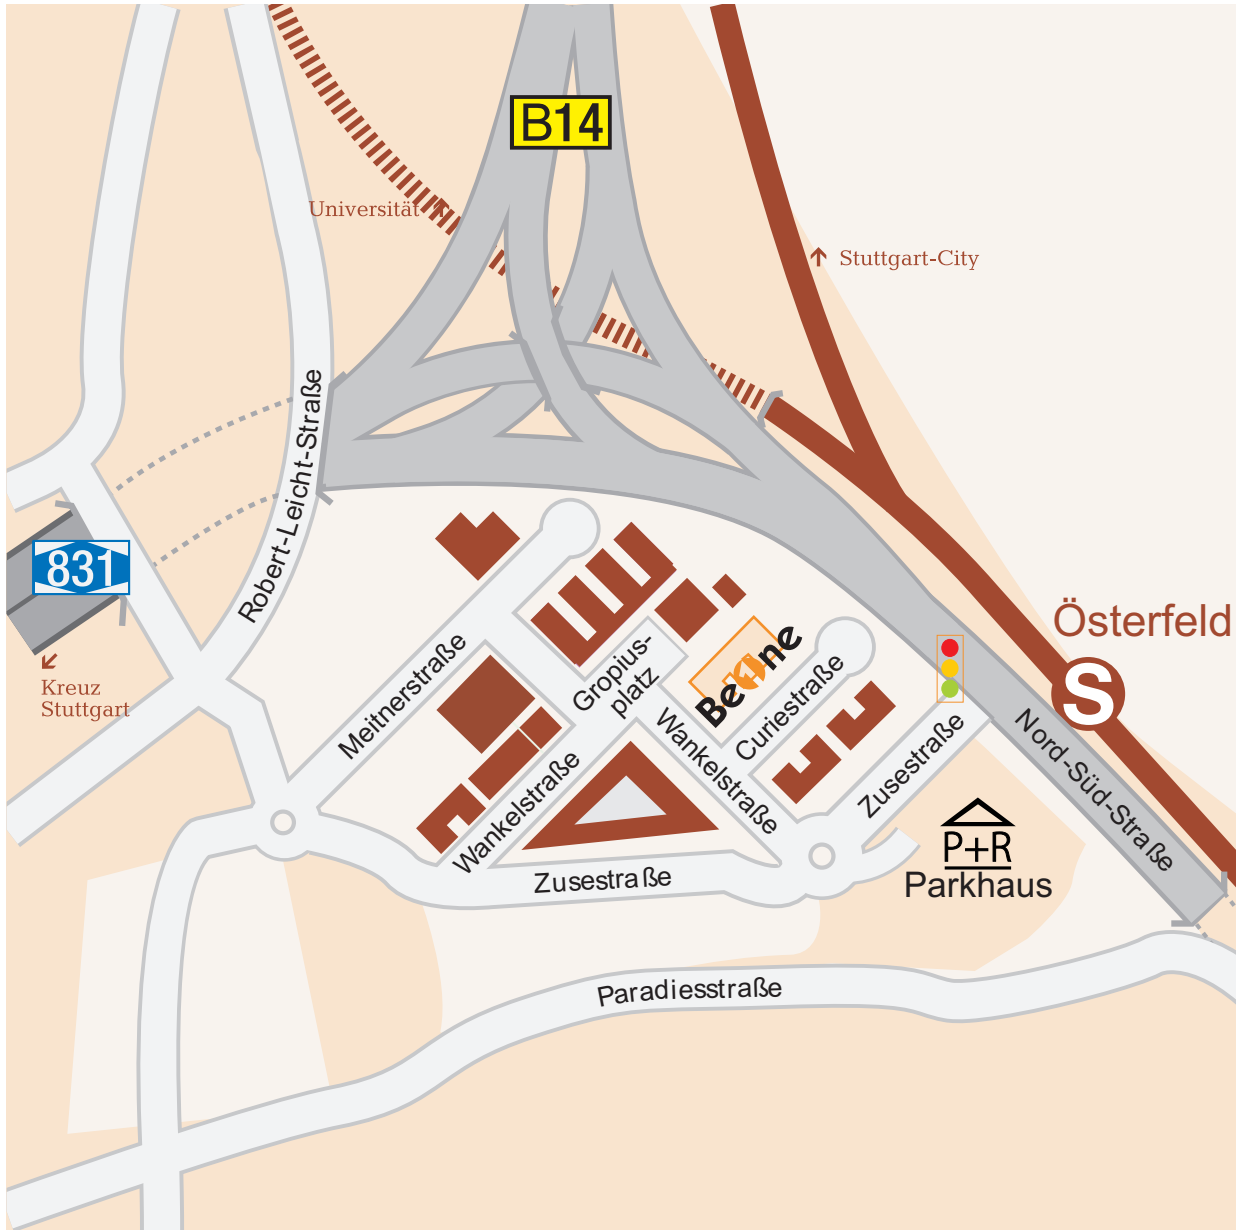 B14
Universität
Stuttgart-City
Robert-Leicht-Straße
831
Kreuz
Stuttgart
Österfeld
S
Meitnerstraße
Gropius-
platz
BeOne
Curiestraße
Wankelstraße
Wankelstraße
Zusestraße
Nord-Süd-Straße
P+R
Parkhaus
Zusestraße
Paradiesstraße